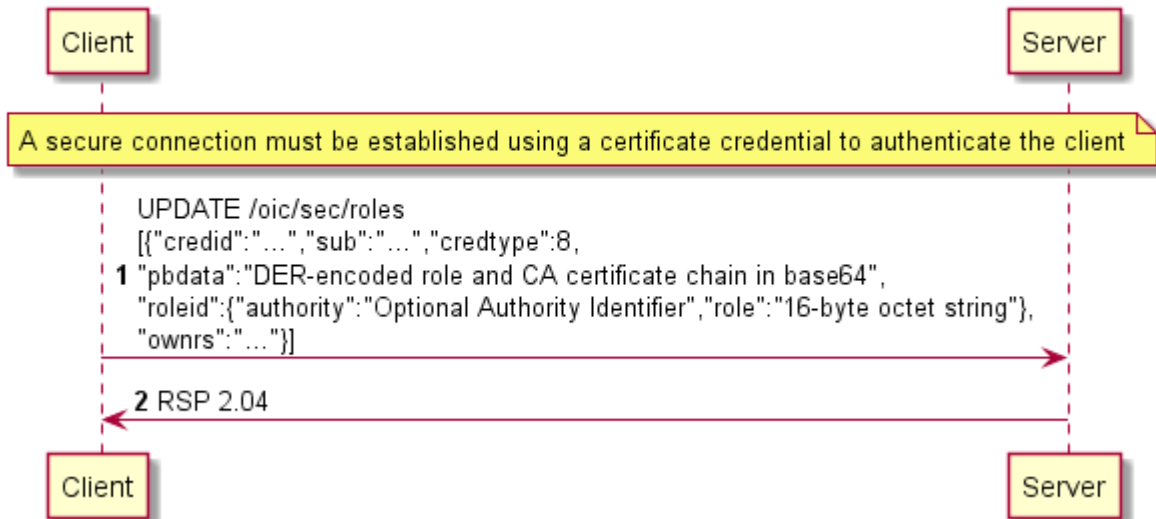 Client
Server
A secure connection must be established using a certificate credential to authenticate the client
UPDATE /oic/sec/roles
[{"credid":"...","sub":"...","credtype":8,
1 "pbdata":"DER-encoded role and CA certificate chain in base64",
"roleid":{"authority":"Optional Authority Identifier","role":"16-byte octet string"},
"ownrs":"..."}]
2 RSP 2.04
Client
Server